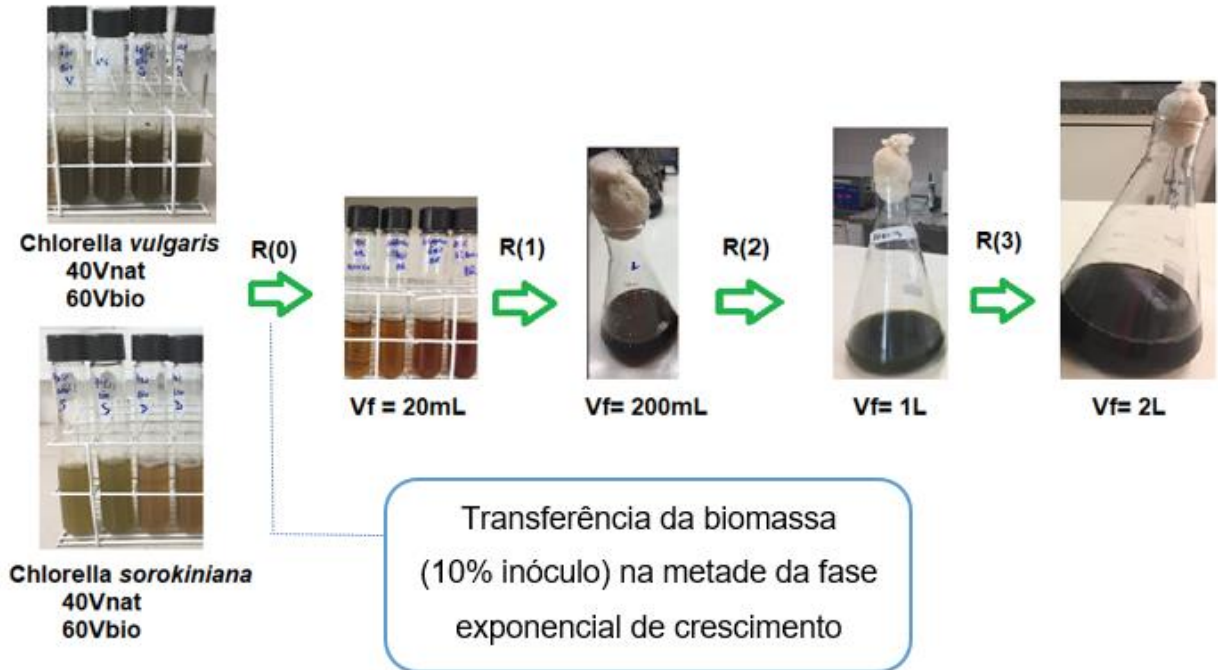 Chlorella vulgaris
40Vnat
60Vbio
R(0)
R(1)
R(2)
R(3)
Vf = 20mL
Vf= 200mL
Vf= 1L
Vf= 2L
Chlorella sorokiniana
40Vnat
60Vbio
Transferência da biomassa
(10% inóculo) na metade da fase
exponencial de crescimento